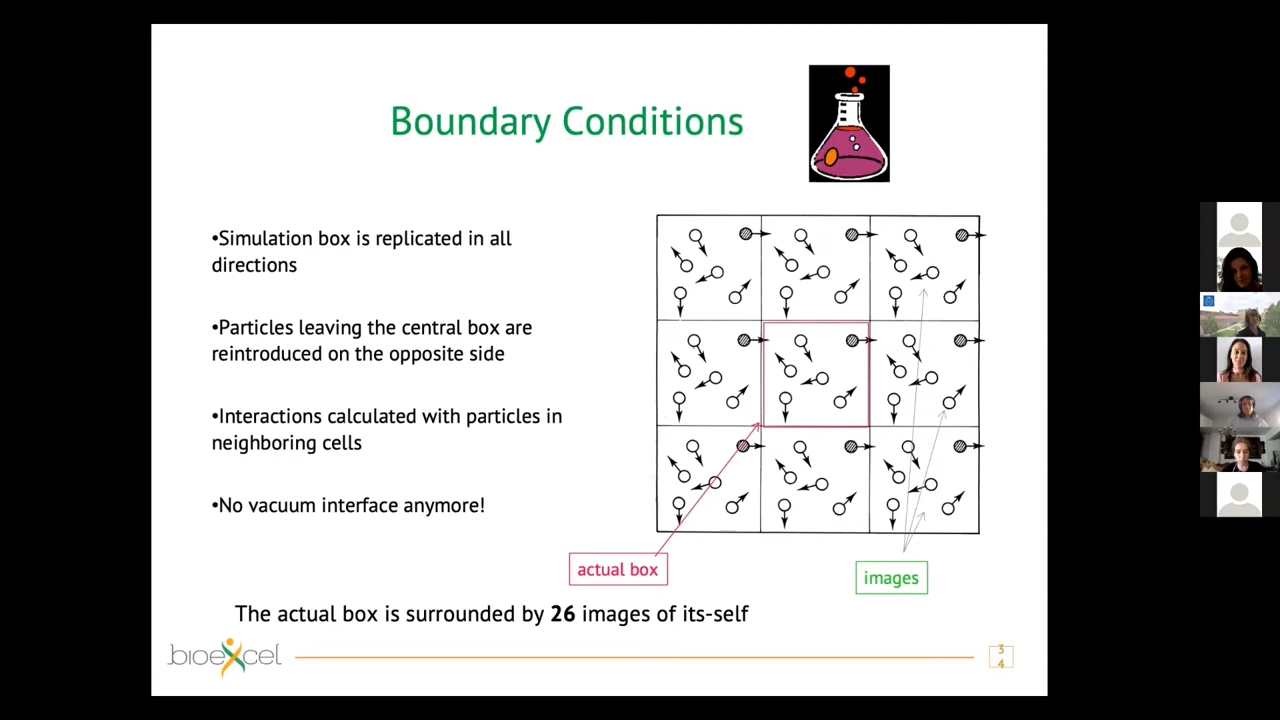 Boundary Conditions
•Simulation box is replicated in all
directions
•Particles leaving the central box are
reintroduced on the opposite side
•Interactions calculated with particles in
neighboring cells
•No vacuum interface anymore!
actual box
images
The actual box is surrounded by 26 images of its-self
bioexcel
3
4